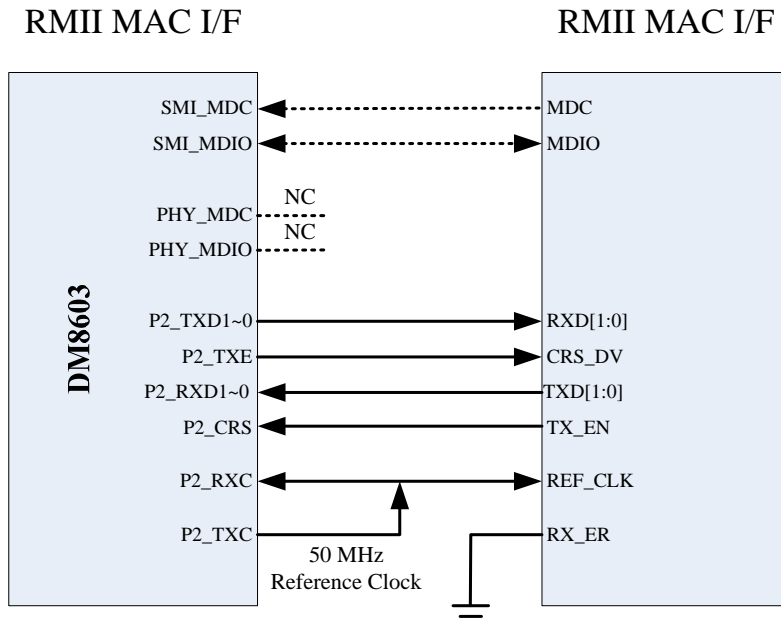 RMII MAC I/F
RMII MAC I/F
SMI_MDC
MDC
SMI_MDIO
MDIO
NC
PHY_MDC
NC
PHY_MDIO
DM8603
P2_TXD1~0
RXD[1:0]
P2_TXE
CRS_DV
P2_RXD1~0
TXD[1:0]
P2_CRS
TX_EN
P2_RXC
REF_CLK
P2_TXC
RX_ER
50 MHz
Reference Clock